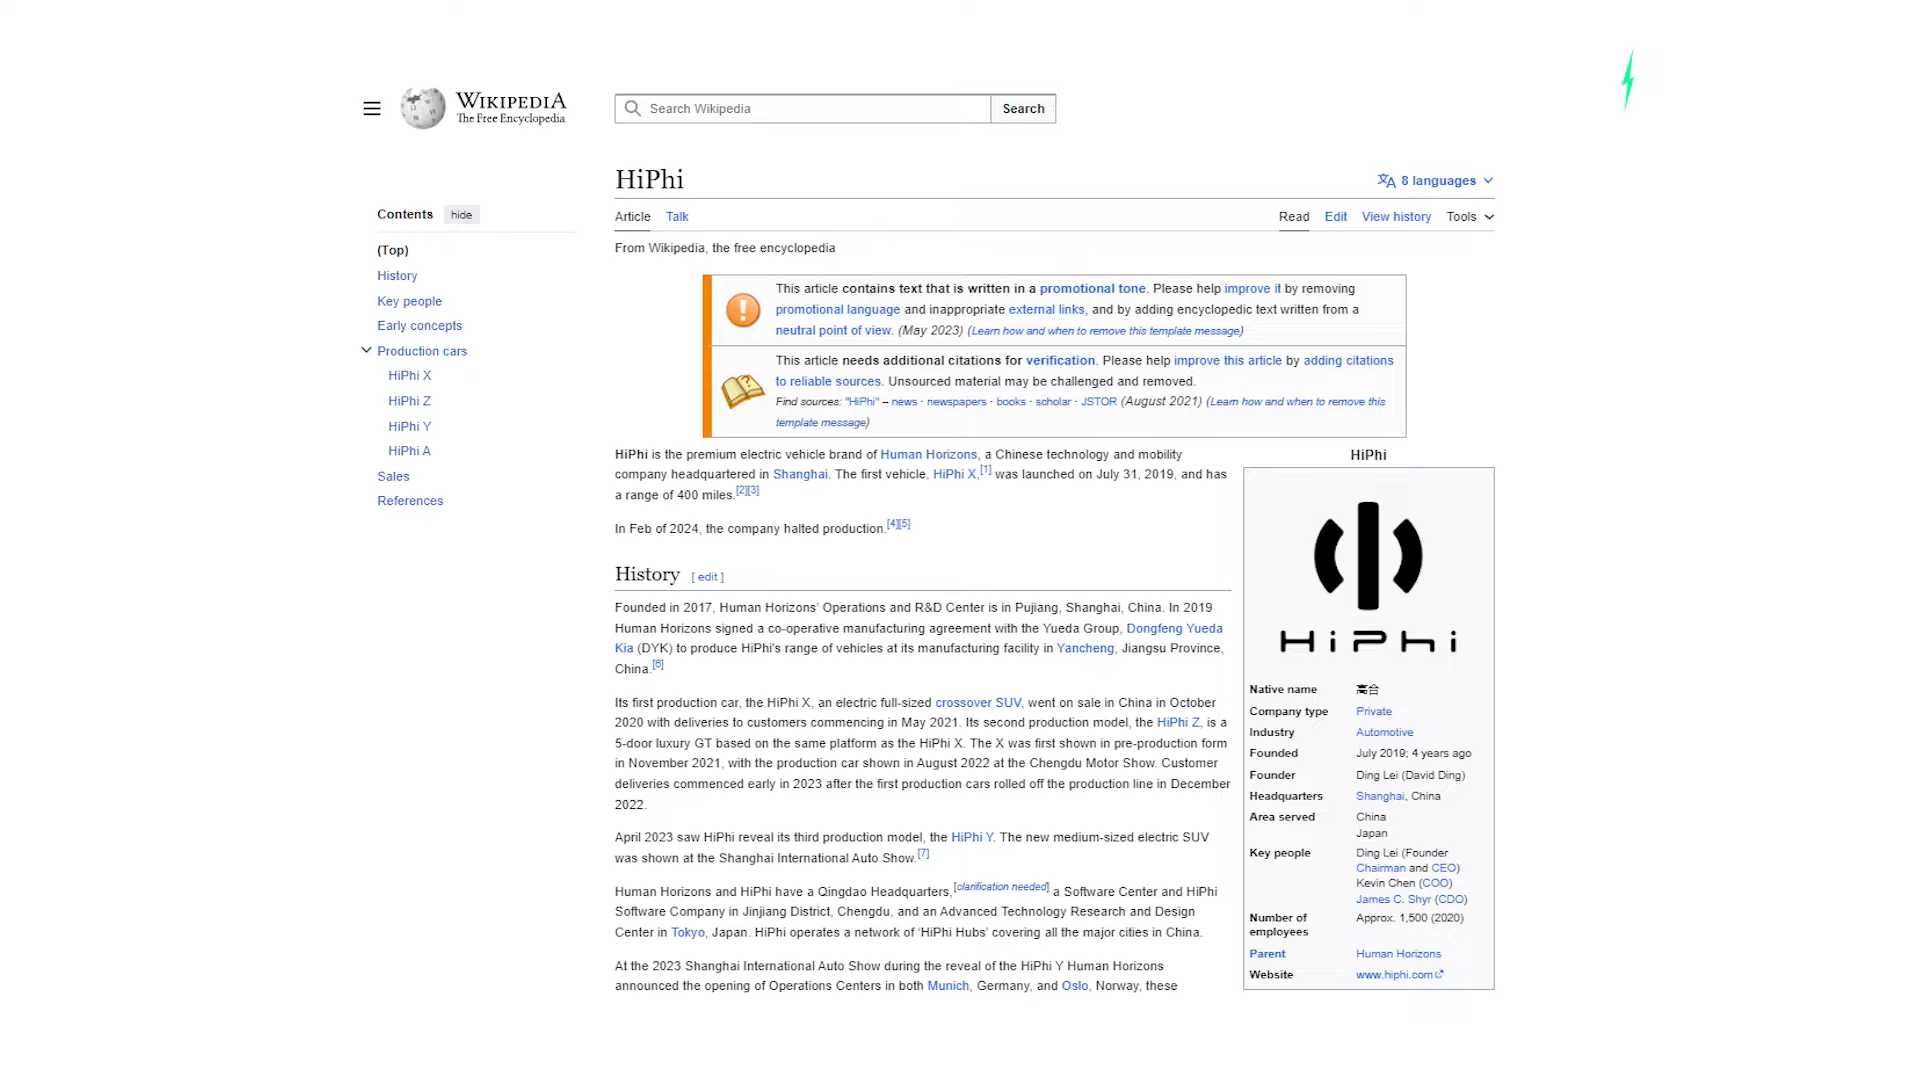 WIKIPEDIA
The Free Encyclopedia
Search Wikipedia
Search
HiPhi
8 languages
Contents
hide
(Top)
History
Key people
Early concepts
Production cars
HiPhi X
HiPhi Z
HiPhi Y
HiPhi A
Sales
References
Article Talk
Read Edit View history Tools
From Wikipedia, the free encyclopedia
This article contains text that is written in a promotional tone. Please help improve it by removing
promotional language and inappropriate external links, and by adding encyclopedic text written from a
neutral point of view. (May 2023) (Learn how and when to remove this template message)
This article needs additional citations for verification. Please help improve this article by adding citations
to reliable sources. Unsourced material may be challenged and removed.
Find sources: "HiPhi" – news · newspapers · books · scholar · JSTOR (August 2021) (Learn how and when to remove this
template message)
HiPhi is the premium electric vehicle brand of Human Horizons, a Chinese technology and mobility
company headquartered in Shanghai. The first vehicle, HiPhi X,[1] was launched on July 31, 2019, and has
a range of 400 miles.[2][3]
In Feb of 2024, the company halted production.[4][5]
History [ edit ]
Founded in 2017, Human Horizons' Operations and R&D Center is in Pujiang, Shanghai, China. In 2019
Human Horizons signed a co-operative manufacturing agreement with the Yueda Group, Dongfeng Yueda
Kia (DYK) to produce HiPhi's range of vehicles at its manufacturing facility in Yancheng, Jiangsu Province,
China.[6]
Its first production car, the HiPhi X, an electric full-sized crossover SUV, went on sale in China in October
2020 with deliveries to customers commencing in May 2021. Its second production model, the HiPhi Z, is a
5-door luxury GT based on the same platform as the HiPhi X. The X was first shown in pre-production form
in November 2021, with the production car shown in August 2022 at the Chengdu Motor Show. Customer
deliveries commenced early in 2023 after the first production cars rolled off the production line in December
2022.
April 2023 saw HiPhi reveal its third production model, the HiPhi Y. The new medium-sized electric SUV
was shown at the Shanghai International Auto Show.[7]
Human Horizons and HiPhi have a Qingdao Headquarters,[clarification needed] a Software Center and HiPhi
Software Company in Jinjiang District, Chengdu, and an Advanced Technology Research and Design
Center in Tokyo, Japan. HiPhi operates a network of 'HiPhi Hubs' covering all the major cities in China.
At the 2023 Shanghai International Auto Show during the reveal of the HiPhi Y Human Horizons
announced the opening of Operations Centers in both Munich, Germany, and Oslo, Norway, these
HiPhi
HiPhi
Native name 高合
Company type Private
Industry Automotive
Founded July 2019; 4 years ago
Founder Ding Lei (David Ding)
Headquarters Shanghai, China
Area served China
Japan
Key people Ding Lei (Founder
Chairman and CEO)
Kevin Chen (COO)
James C. Shyr (CDO)
Number of Approx. 1,500 (2020)
employees
Parent Human Horizons
Website www.hiphi.com